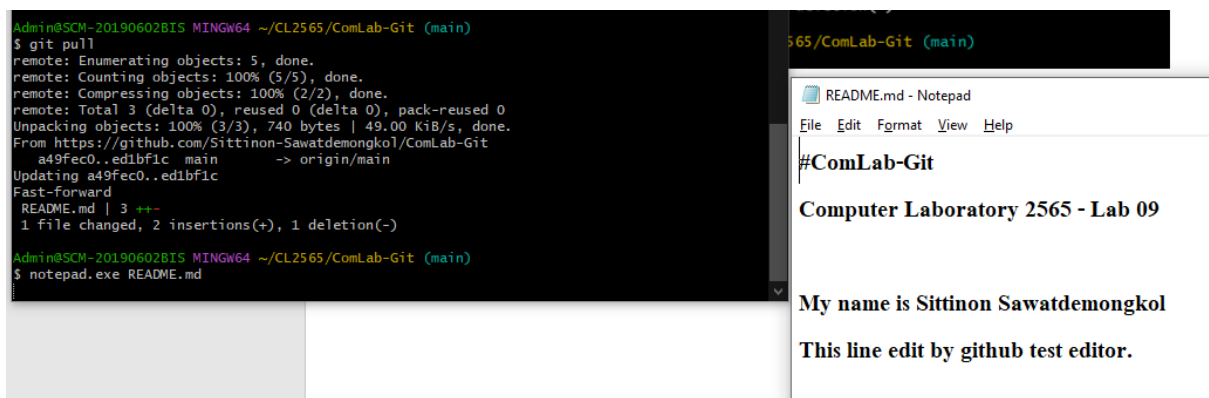 Admin@SCM-20190602BIS MINGW64 ~/CL2565/ComLab-Git (main)
$ git pull
remote: Enumerating objects: 5, done.
remote: Counting objects: 100% (5/5), done.
remote: Compressing objects: 100% (2/2), done.
remote: Total 3 (delta 0), reused 0 (delta 0), pack-reused 0
Unpacking objects: 100% (3/3), 740 bytes | 49.00 KiB/s, done.
From https://github.com/Sittinon-Sawatdemongkol/ComLab-Git
a49fec0..ed1bf1c main -> origin/main
Updating a49fec0..ed1bf1c
Fast-forward
README.md | 3 ++-
1 file changed, 2 insertions(+), 1 deletion(-)
Admin@SCM-20190602BIS MINGW64 ~/CL2565/ComLab-Git (main)
$ notepad.exe README.md
565/ComLab-Git (main)
README.md - Notepad
File Edit Format View Help
#ComLab-Git
Computer Laboratory 2565 - Lab 09
My name is Sittinon Sawatdemongkol
This line edit by github test editor.